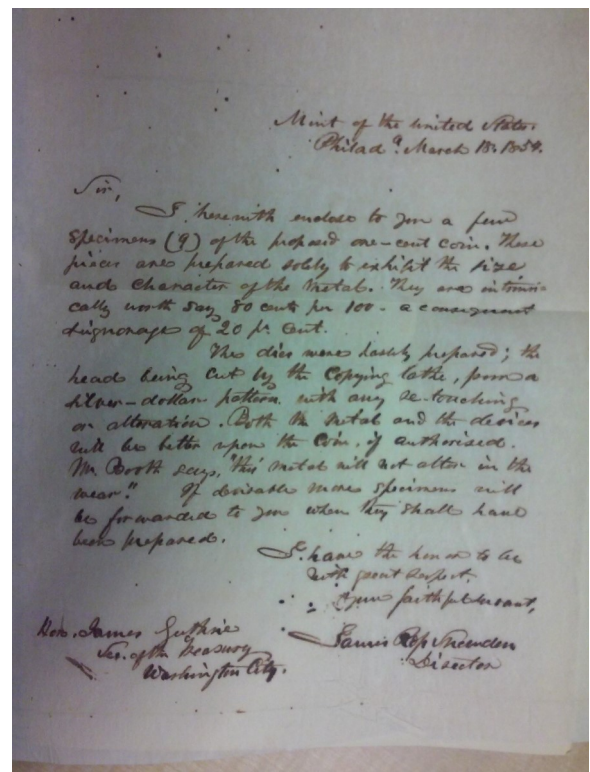 Mint of the United States.
Philadª. March 18. 1854.
Sir,
I herewith enclose to you a few
Specimens (9) of the proposed one-cent coin. These
pieces are prepared solely to exhibit the size
and character of the metal. They are intrinsi
cally worth say 80 cents per 100 - a consequent
seignorage of 20 pr Cent.
The dies were hastily prepared; the
head being cut by the copying lathe, from a
silver-dollar pattern with any re-touching
or alteration. Both the metal and the devices
will be better upon the Coin, if authorised.
Mr Booth says, "this metal will not alter in the
wear." If desirable more specimens will
be forwarded to you when they shall have
been prepared.
I have the honor to be
with great respect,
Your faithful servant,
James Ross Snowden
Director
Hon. James Guthrie
Sec. of the Treasury
Washington City.